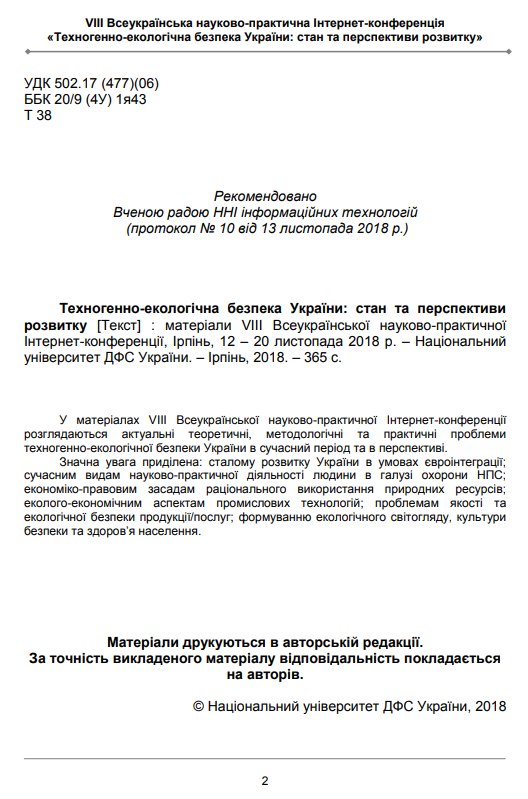 VIII Всеукраїнська науково-практична Інтернет-конференція
«Техногенно-екологічна безпека України: стан та перспективи розвитку»
УДК 502.17 (477)(06)
ББК 20/9 (4У) 1я43
Т 38
Рекомендовано
Вченою радою ННІ інформаційних технологій
(протокол № 10 від 13 листопада 2018 р.)
Техногенно-екологічна безпека України: стан та перспективи
розвитку [Текст] : матеріали VIII Всеукраїнської науково-практичної
Інтернет-конференції, Ірпінь, 12 – 20 листопада 2018 р. – Національний
університет ДФС України. – Ірпінь, 2018. – 365 с.
У матеріалах VIII Всеукраїнської науково-практичної Інтернет-конференції
розглядаються актуальні теоретичні, методологічні та практичні проблеми
техногенно-екологічної безпеки України в сучасний період та в перспективі.
Значна увага приділена: сталому розвитку України в умовах євроінтеграції;
сучасним видам науково-практичної діяльності людини в галузі охорони НПС;
економіко-правовим засадам раціонального використання природних ресурсів;
еколого-економічним аспектам промислових технологій; проблемам якості та
екологічної безпеки продукції/послуг; формуванню екологічного світогляду, культури
безпеки та здоров’я населення.
Матеріали друкуються в авторській редакції.
За точність викладеного матеріалу відповідальність покладається
на авторів.
© Національний університет ДФС України, 2018
2